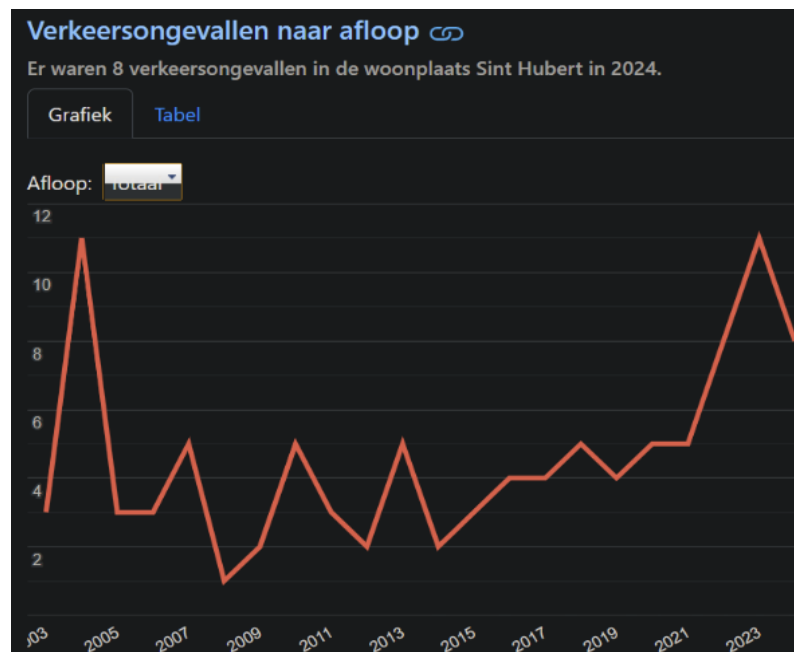 Verkeersongevallen naar afloop
Er waren 8 verkeersongevallen in de woonplaats Sint Hubert in 2024.
Grafiek Tabel
Afloop: Totaal
12
10
8
6
4
2
2005 2007 2009 2011 2013 2015 2017 2019 2021 2023